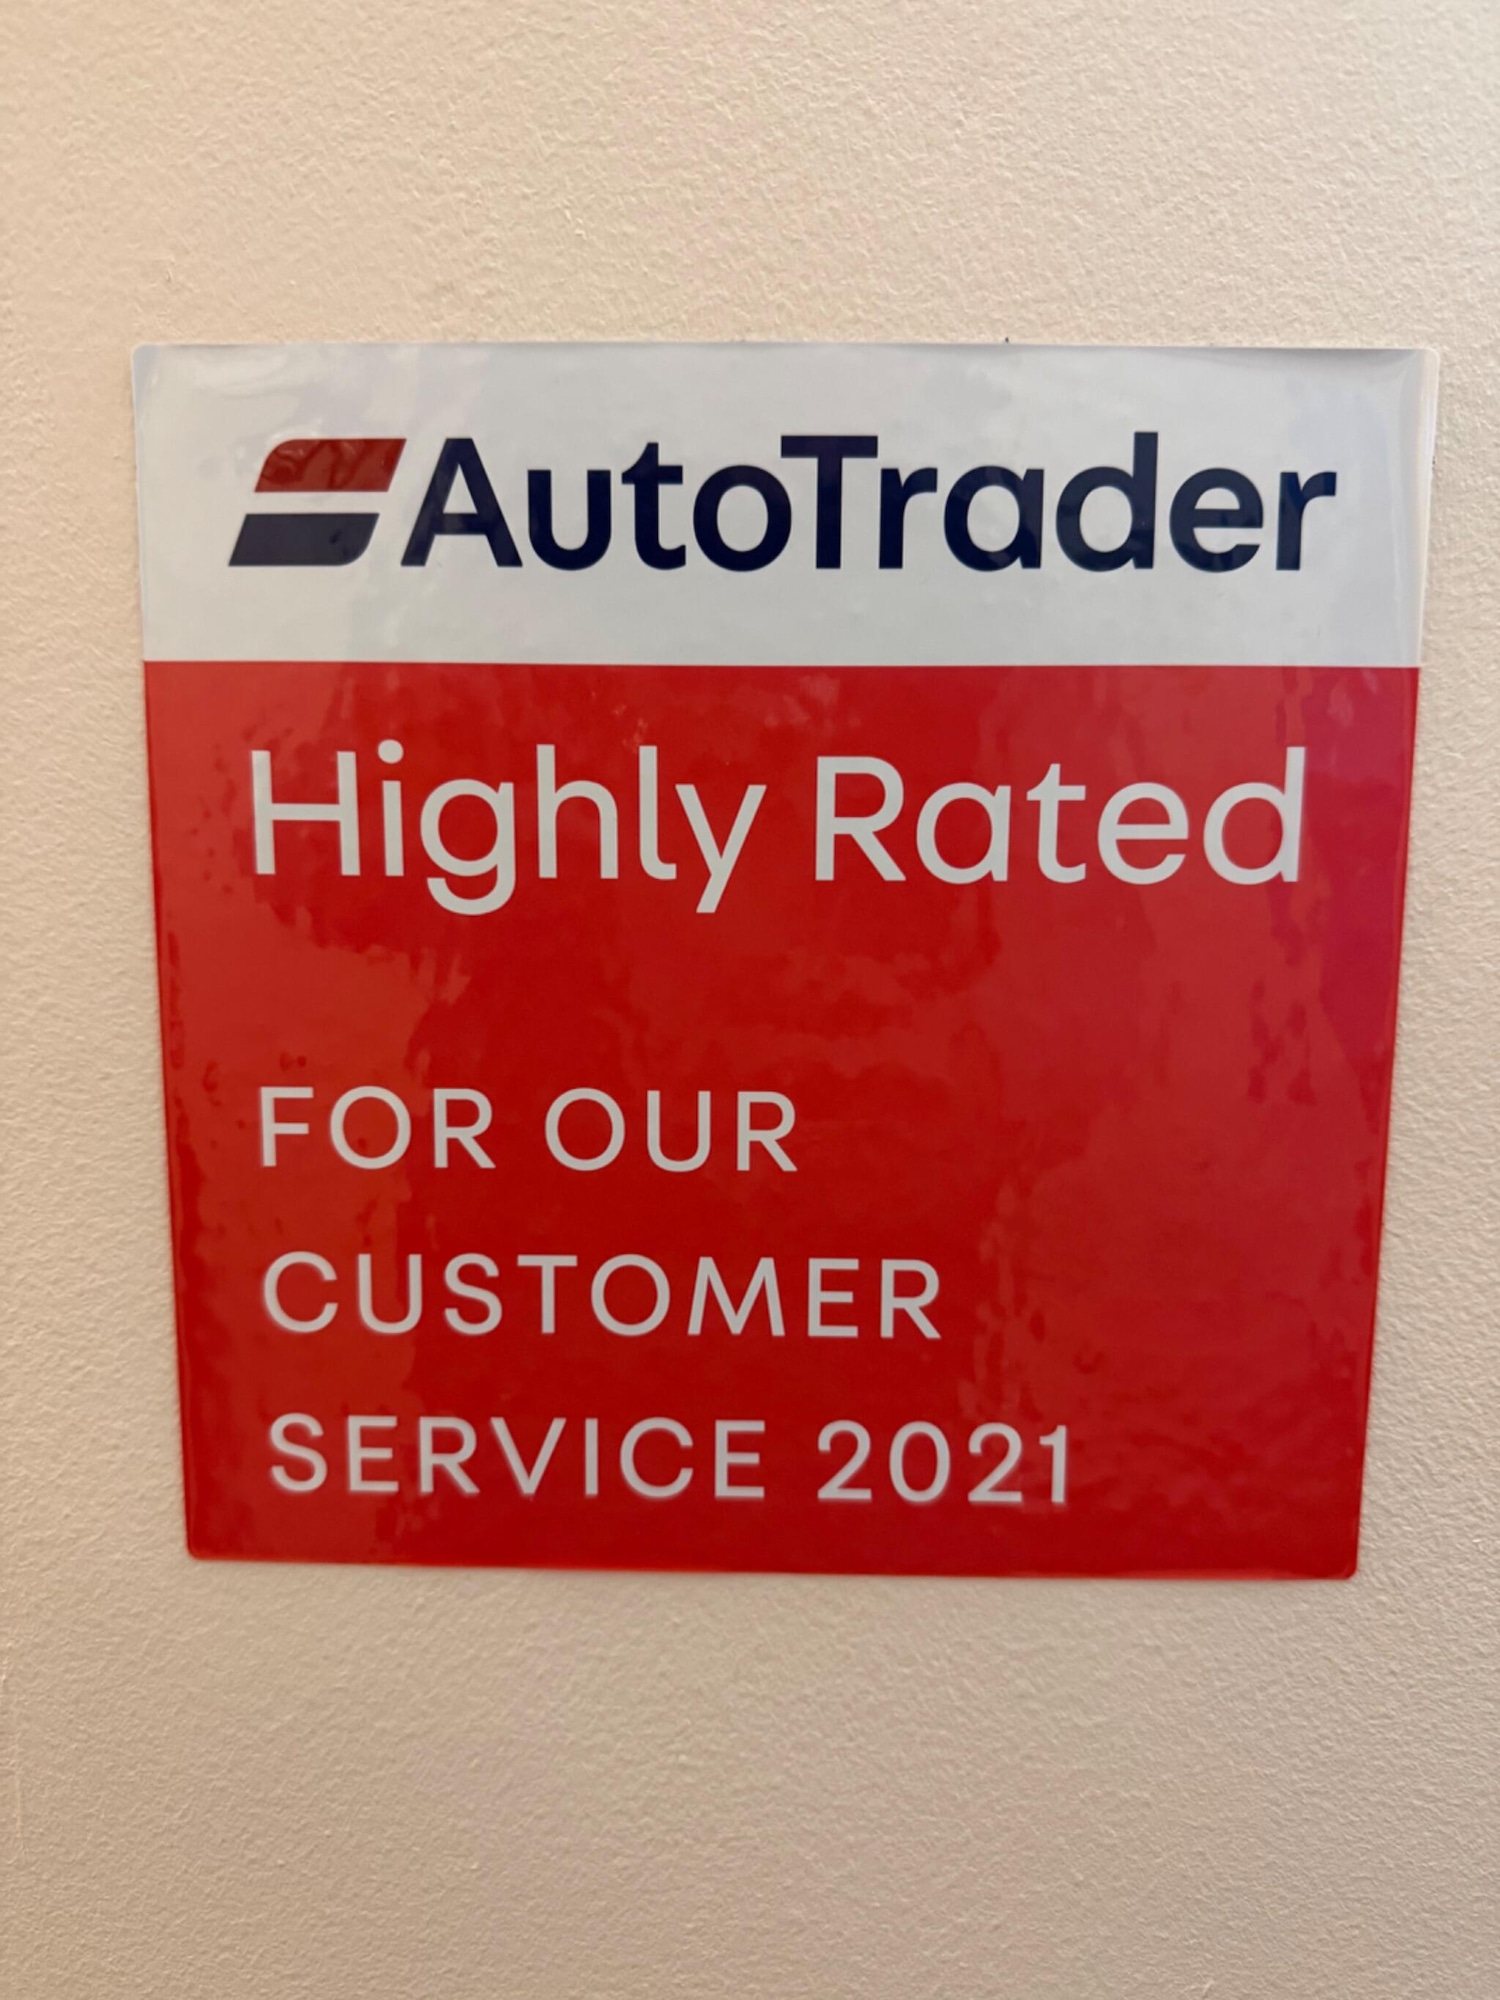 AutoTrader
Highly Rated
FOR OUR
CUSTOMER
SERVICE 2021